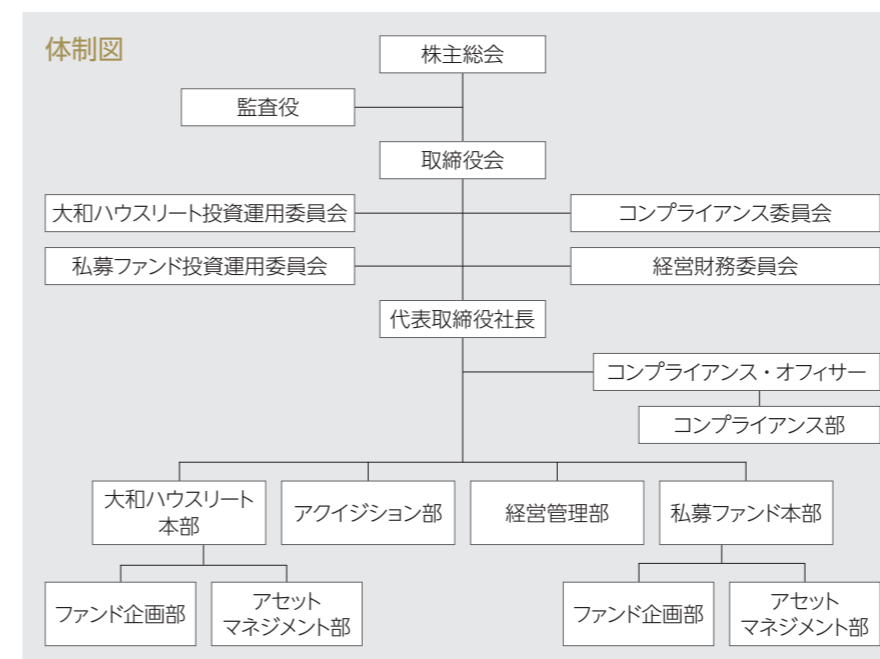 体制図
株主総会
監査役
取締役会
大和ハウスリート投資運用委員会
コンプライアンス委員会
私募ファンド投資運用委員会
経営財務委員会
代表取締役社長
コンプライアンス・オフィサー
コンプライアンス部
大和ハウスリート
本部
アクイジション部
経営管理部
私募ファンド本部
ファンド企画部
アセット
マネジメント部
ファンド企画部
アセット
マネジメント部